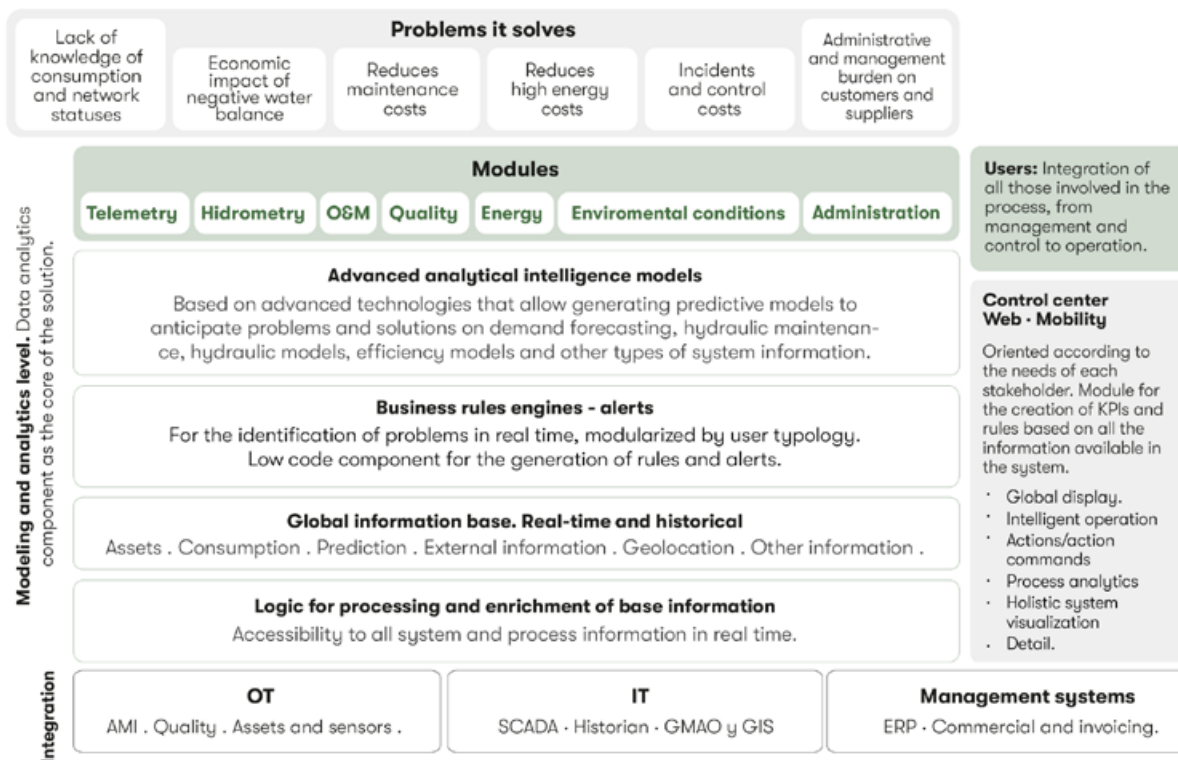 Problems it solves
Lack of
knowledge of
consumption
and network
statuses
Economic
impact of
negative water
balance
Reduces
maintenance
costs
Reduces
high energy
costs
Incidents
and control
costs
Administrative
and management
burden on
customers and
suppliers
Modeling and analytics level. Data analytics
component as the core of the solution.
Modules
Telemetry
Hidrometry
O&M
Quality
Energy
Enviromental conditions
Administration
Advanced analytical intelligence models
Based on advanced technologies that allow generating predictive models to
anticipate problems and solutions on demand forecasting, hydraulic maintenan-
ce, hydraulic models, efficiency models and other types of system information.
Business rules engines - alerts
For the identification of problems in real time, modularized by user typology.
Low code component for the generation of rules and alerts.
Global information base. Real-time and historical
Assets . Consumption . Prediction . External information . Geolocation . Other information .
Logic for processing and enrichment of base information
Accessibility to all system and process information in real time.
Users: Integration of
all those involved in the
process, from
management and
control to operation.
Control center
Web · Mobility
Oriented according to
the needs of each
stakeholder. Module for
the creation of KPIs and
rules based on all the
information available in
the system.
· Global display.
· Intelligent operation
· Actions/action
commands
· Process analytics
· Holistic system
visualization
· Detail.
Integration
OT
AMI . Quality . Assets and sensors .
IT
SCADA · Historian · GMAO y GIS
Management systems
ERP · Commercial and invoicing.